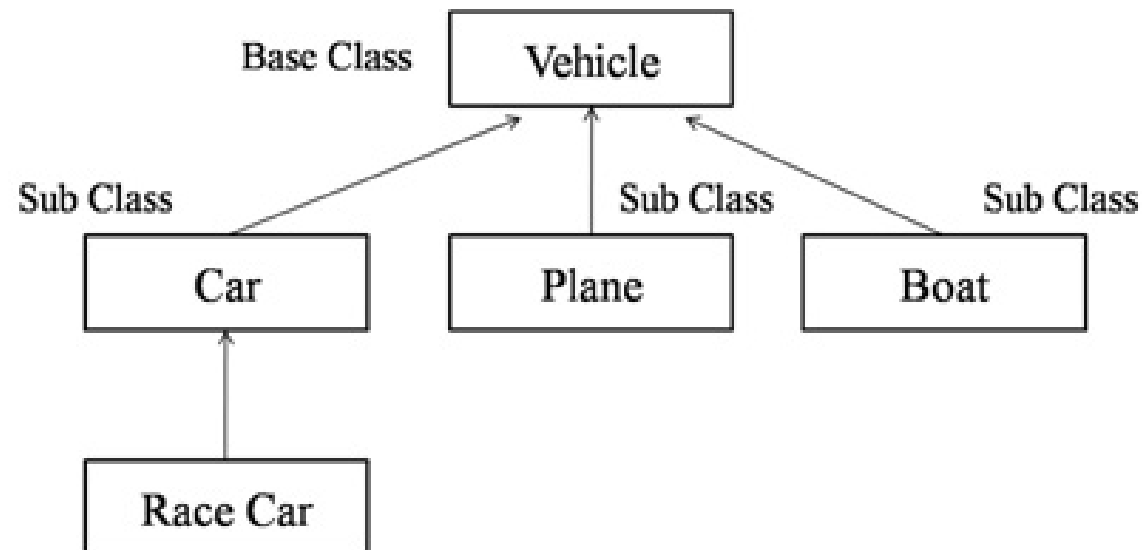 Base Class
Vehicle
Sub Class
Sub Class
Sub Class
Car
Plane
Boat
Race Car